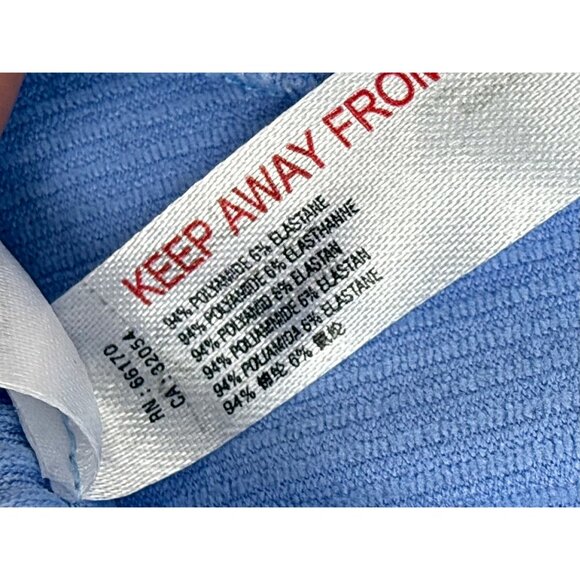 KEEP AWAY FROM
94% POLYAMIDE 6% ELASTANE
94% POLYAMIDE 6% ELASTHANNE
94% POLYAMID 6% ELASTAN
94% POLIAMMIDE 6% ELASTAN
94% POLIAMIDA 6% ELASTANE
94% 锦纶 6% 氨纶
RN: 66170
CA: 32054